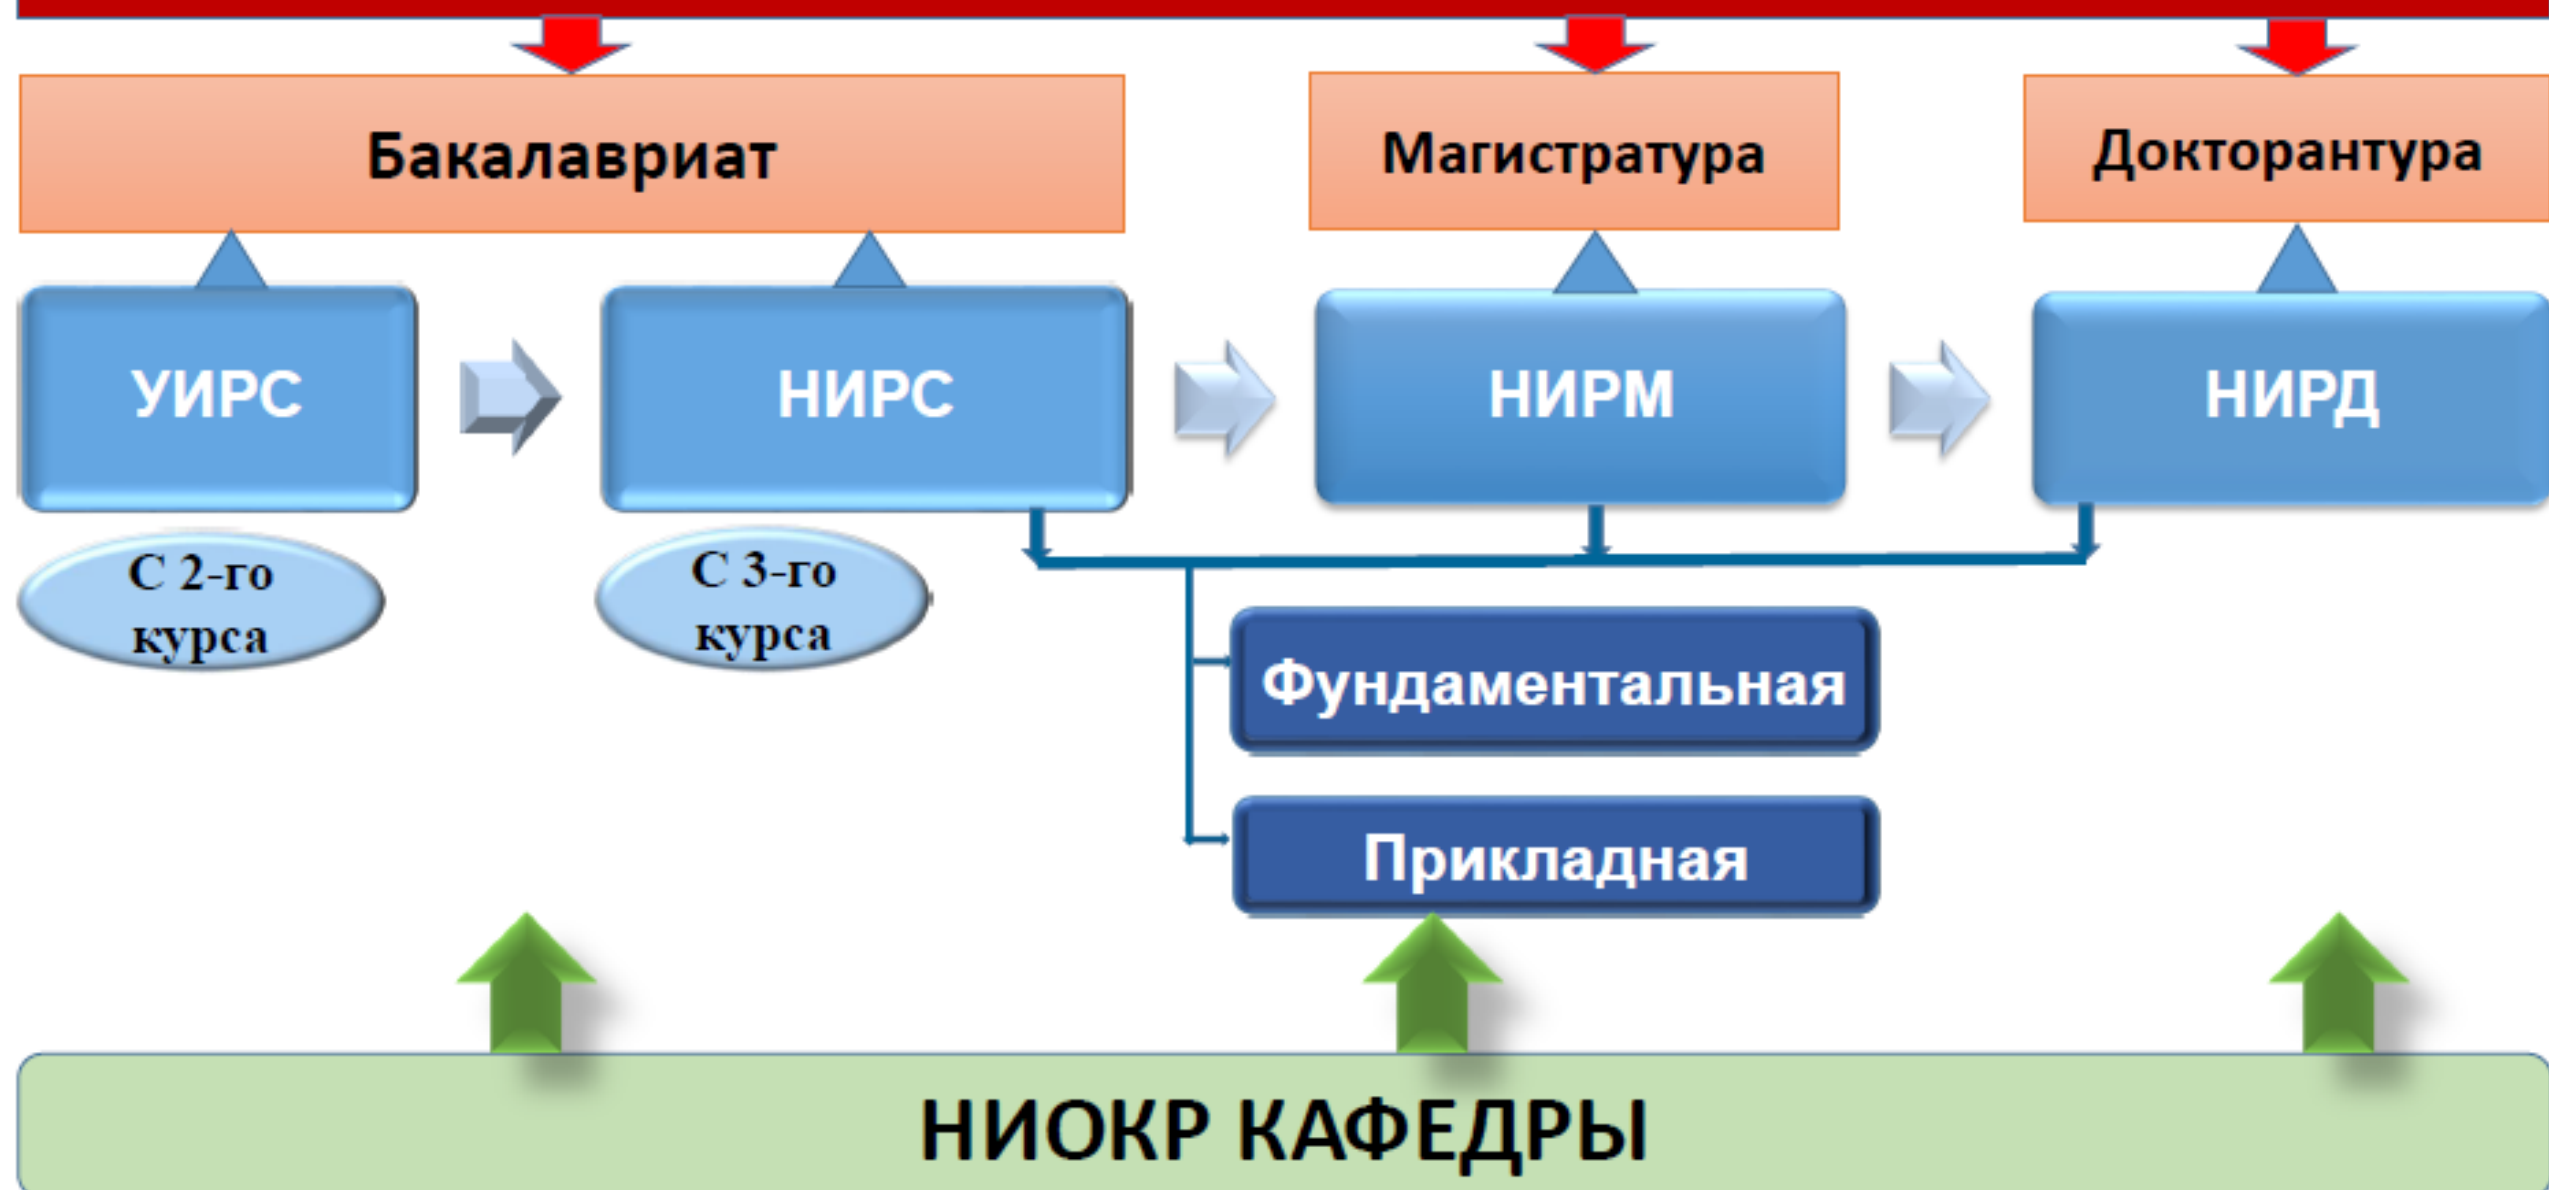 Бакалавриат
Магистратура
Докторантура
УИРС
НИРС
НИРМ
НИРД
С 2-го
курса
С 3-го
курса
Фундаментальная
Прикладная
НИОКР КАФЕДРЫ